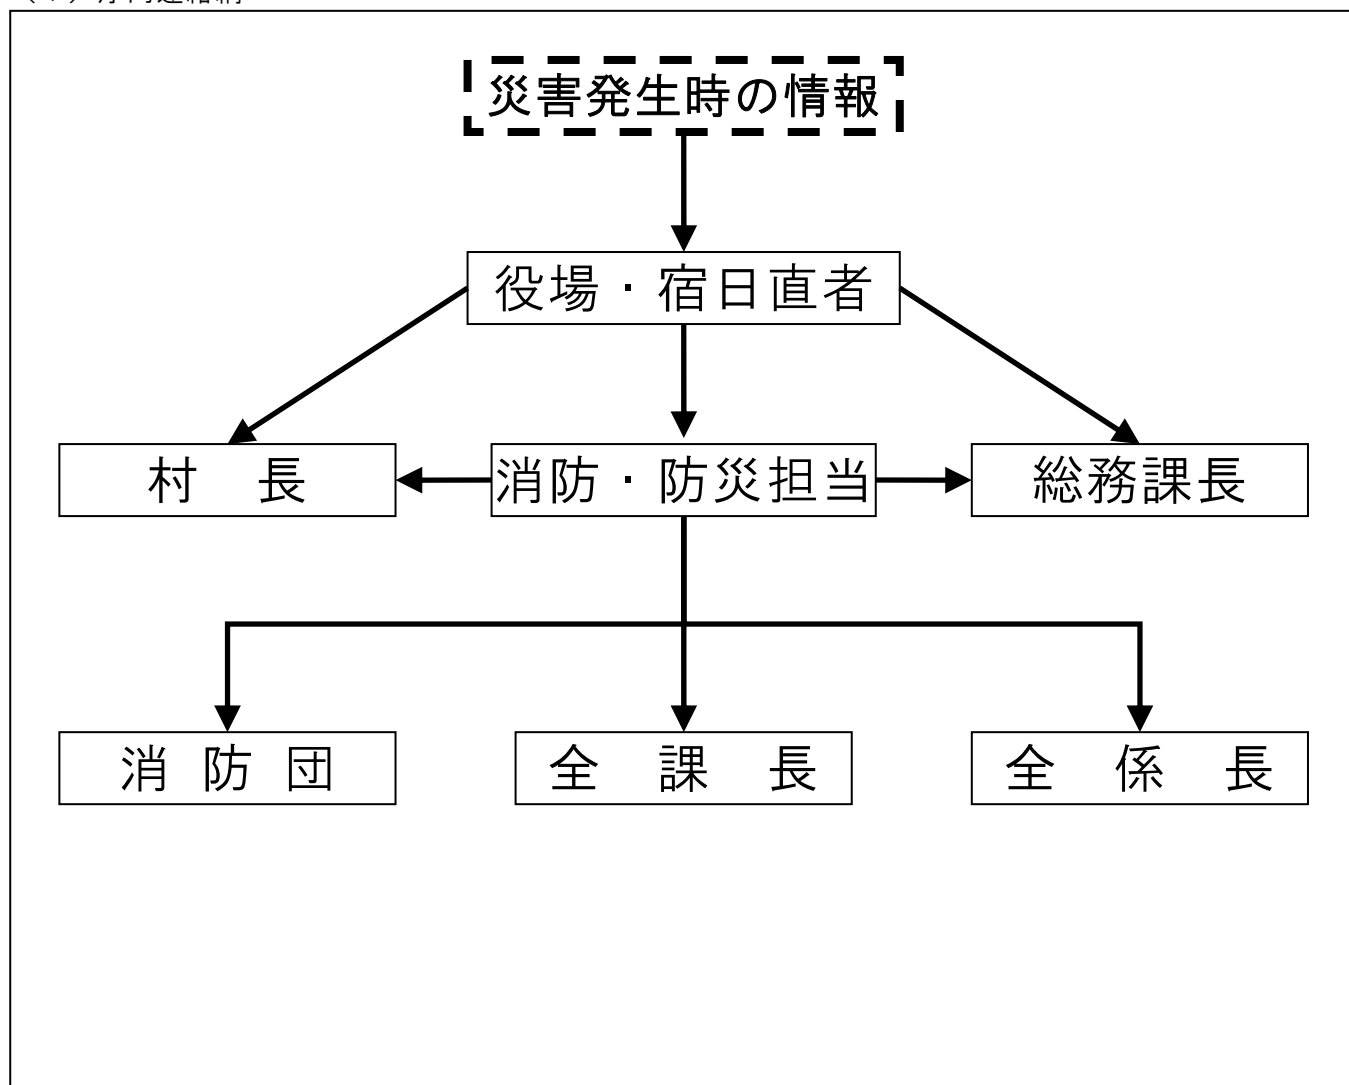 災害発生時の情報
役場・宿日直者
村　長
消防・防災担当
総務課長
消 防 団
全　課　長
全　係　長